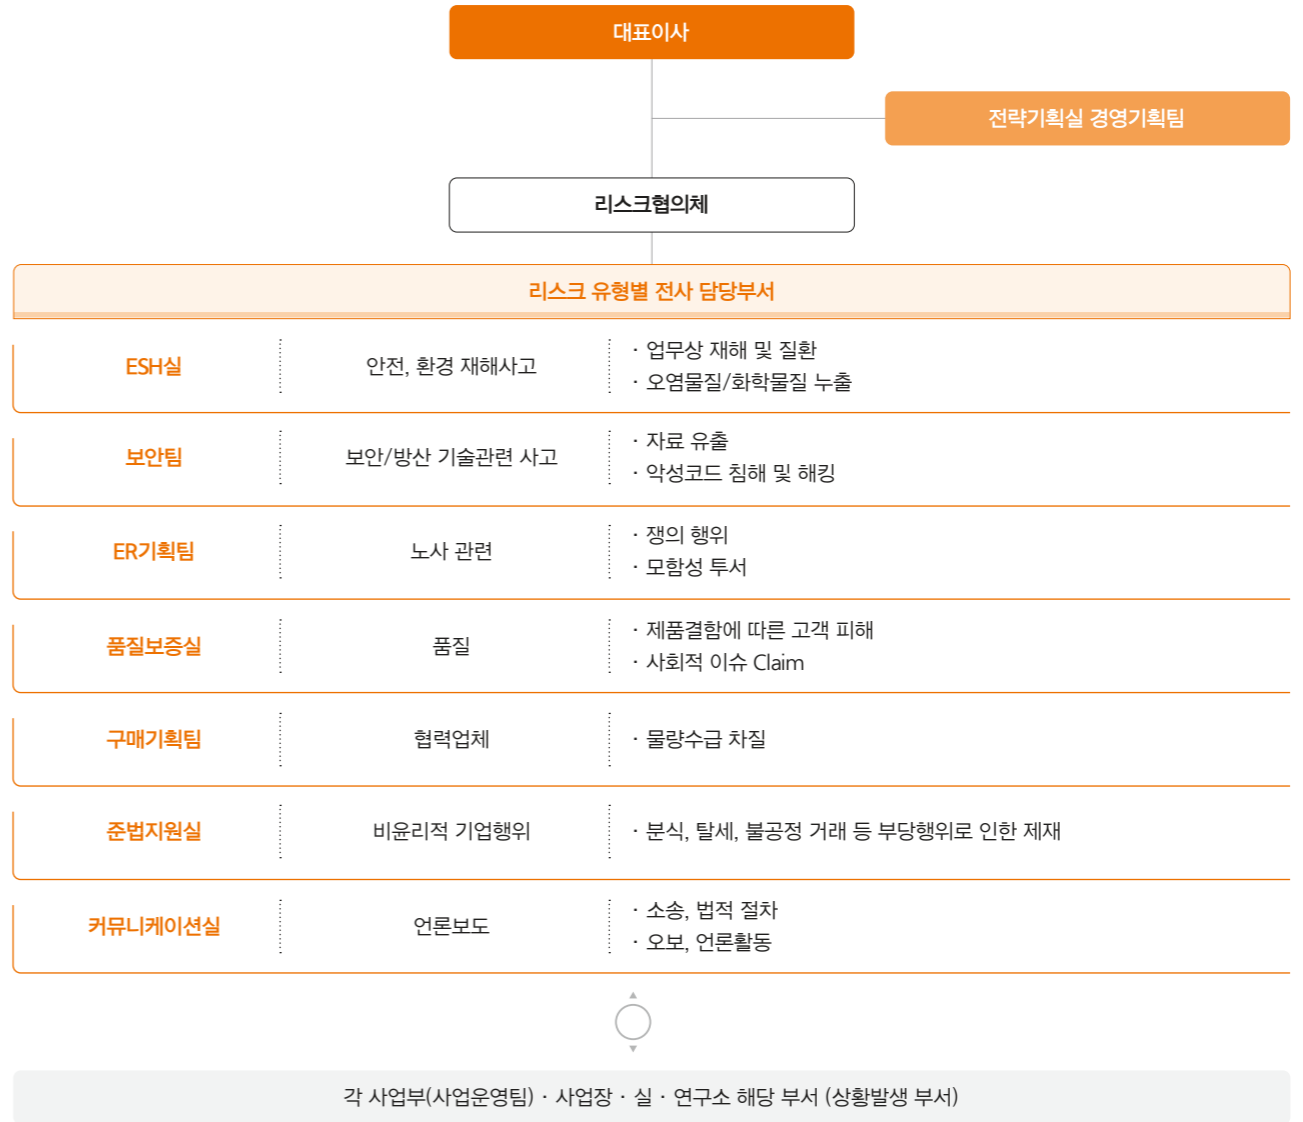 대표이사
전략기획실 경영기획팀
리스크협의체
리스크 유형별 전사 담당부서
ESH실
안전, 환경 재해사고
· 업무상 재해 및 질환
· 오염물질/화학물질 누출
보안팀
보안/방산 기술관련 사고
· 자료 유출
· 악성코드 침해 및 해킹
ER기획팀
노사 관련
· 쟁의 행위
· 모함성 투서
품질보증실
품질
· 제품결함에 따른 고객 피해
· 사회적 이슈 Claim
구매기획팀
협력업체
· 물량수급 차질
준법지원실
비윤리적 기업행위
· 분식, 탈세, 불공정 거래 등 부당행위로 인한 제재
커뮤니케이션실
언론보도
· 소송, 법적 절차
· 오보, 언론활동
각 사업부(사업운영팀) · 사업장 · 실 · 연구소 해당 부서 (상황발생 부서)